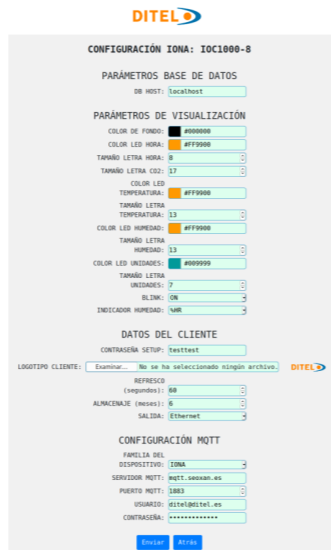 DITEL
CONFIGURACIÓN IONA: IOC1000-8
PARÁMETROS BASE DE DATOS
DB HOST: localhost
PARÁMETROS DE VISUALIZACIÓN
COLOR DE FONDO: #000000
COLOR LED HORA: #FF9900
TAMAÑO LETRA HORA: 8
TAMAÑO LETRA CO2: 17
COLOR LED
TEMPERATURA: #FF9900
TAMAÑO LETRA
TEMPERATURA: 13
COLOR LED HUMEDAD: #FF9900
TAMAÑO LETRA
HUMEDAD: 13
COLOR LED UNIDADES: #009999
TAMAÑO LETRA
UNIDADES: 7
BLINK: ON
INDICADOR HUMEDAD: %HR
DATOS DEL CLIENTE
CONTRASEÑA SETUP: testtest
LOGOTIPO CLIENTE: Examinar... No se ha seleccionado ningún archivo. DITEL
REFRESCO
(segundos): 60
ALMACENAJE (meses): 6
SALIDA: Ethernet
CONFIGURACIÓN MQTT
FAMILIA DEL
DISPOSITIVO: IONA
SERVIDOR MQTT: mqtt.seoxan.es
PUERTO MQTT: 1883
USUARIO: ditel@ditel.es
CONTRASEÑA: •••••••••••••
Enviar Atrás